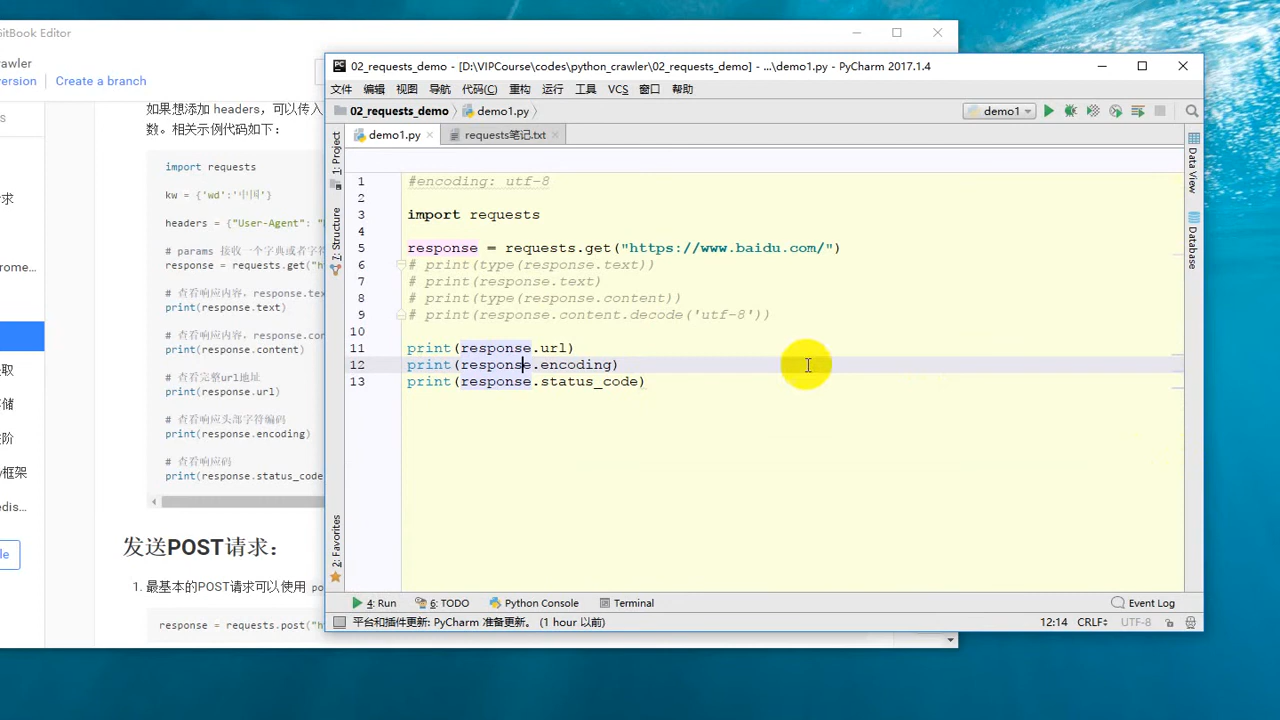 GitBook Editor
rawler
version
Create a branch
如果想添加 headers，可以传入
数。相关示例代码如下：
import requests
kw = {'wd':'中国'}
headers = {"User-Agent": "
# params 接收一个字典或者字符
response = requests.get("h
# 查看响应内容，response.tex
print(response.text)
# 查看响应内容，response.con
print(response.content)
# 查看完整url地址
print(response.url)
# 查看响应头部字符编码
print(response.encoding)
# 查看响应码
print(response.status_code
求
rome...
取
储
阶
y框架
edis...
发送POST请求：
1. 最基本的POST请求可以使用 po
response = requests.post("h
02_requests_demo - [D:\VIPCourse\codes\python_crawler\02_requests_demo] - ...\demo1.py - PyCharm 2017.1.4
文件 编辑 视图 导航 代码(C) 重构 运行 工具 VCS 窗口 帮助
02_requests_demo demo1.py
demo1
demo1.py requests笔记.txt
1: Project
7: Structure
2: Favorites
Data View
Database
1 #encoding: utf-8
2
3 import requests
4
5 response = requests.get("https://www.baidu.com/")
6 # print(type(response.text))
7 # print(response.text)
8 # print(type(response.content))
9 # print(response.content.decode('utf-8'))
10
11 print(response.url)
12 print(response.encoding)
13 print(response.status_code)
4: Run 6: TODO Python Console Terminal Event Log
平台和插件更新: PyCharm 准备更新。 (1 hour 以前) 12:14 CRLF UTF-8